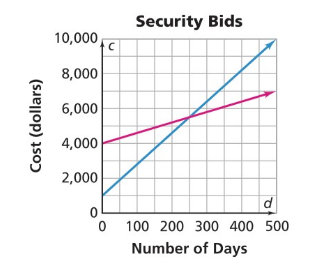 Security Bids
Cost (dollars)
10,000
8,000
6,000
4,000
2,000
0
c
d
0 100 200 300 400 500
Number of Days